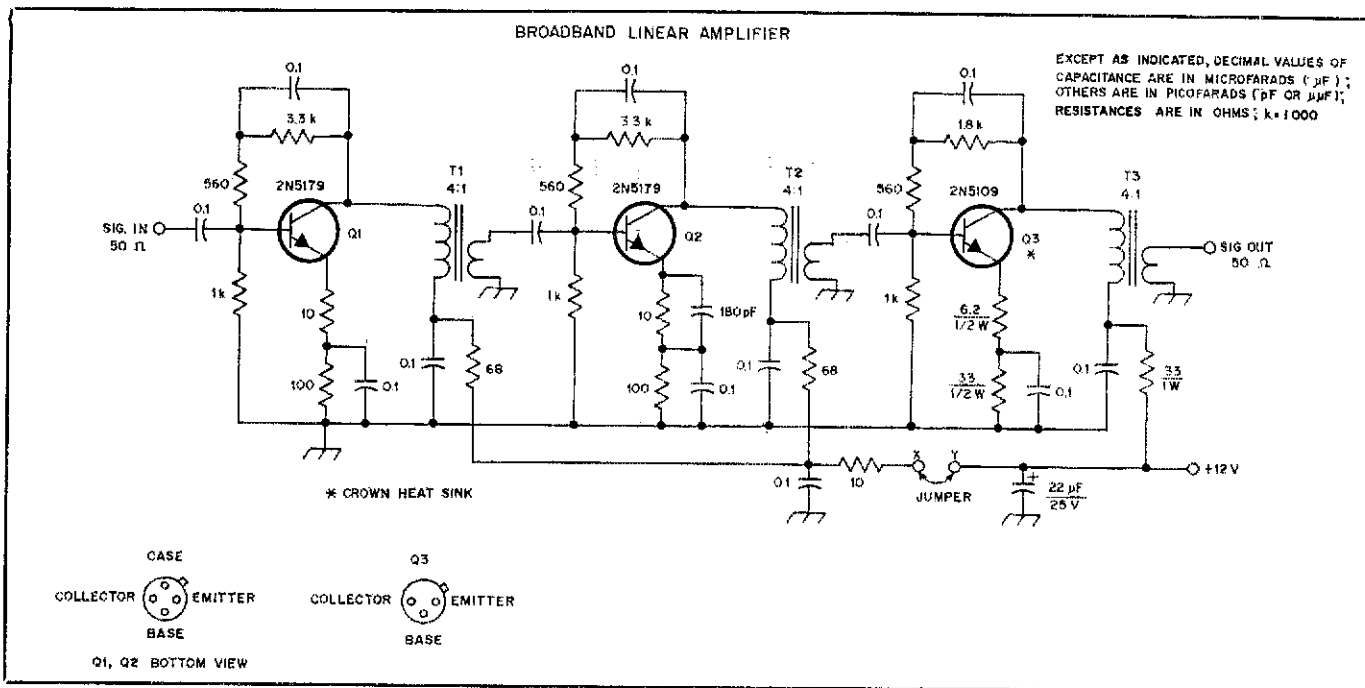 BROADBAND LINEAR AMPLIFIER
EXCEPT AS INDICATED, DECIMAL VALUES OF
CAPACITANCE ARE IN MICROFARADS (µF);
OTHERS ARE IN PICOFARADS (pF OR µµF);
RESISTANCES ARE IN OHMS; k=1000
0.1
3.3 k
560
2N5179
Q1
0.1
SIG. IN
50 Ω
1k
10
100
0.1
T1
4:1
0.1
68
0.1
3.3 k
560
2N5179
Q2
0.1
1k
10
180 pF
100
0.1
T2
4:1
0.1
68
0.1
1.8 k
560
2N5109
Q3
*
0.1
1k
6.2
1/2 W
33
1/2 W
0.1
T3
4:1
SIG OUT
50 Ω
0.1
33
1W
0.1
10
X
Y
JUMPER
+
22 µF
25 V
+12 V
* CROWN HEAT SINK
CASE
COLLECTOR
EMITTER
BASE
Q1, Q2 BOTTOM VIEW
Q3
COLLECTOR
EMITTER
BASE